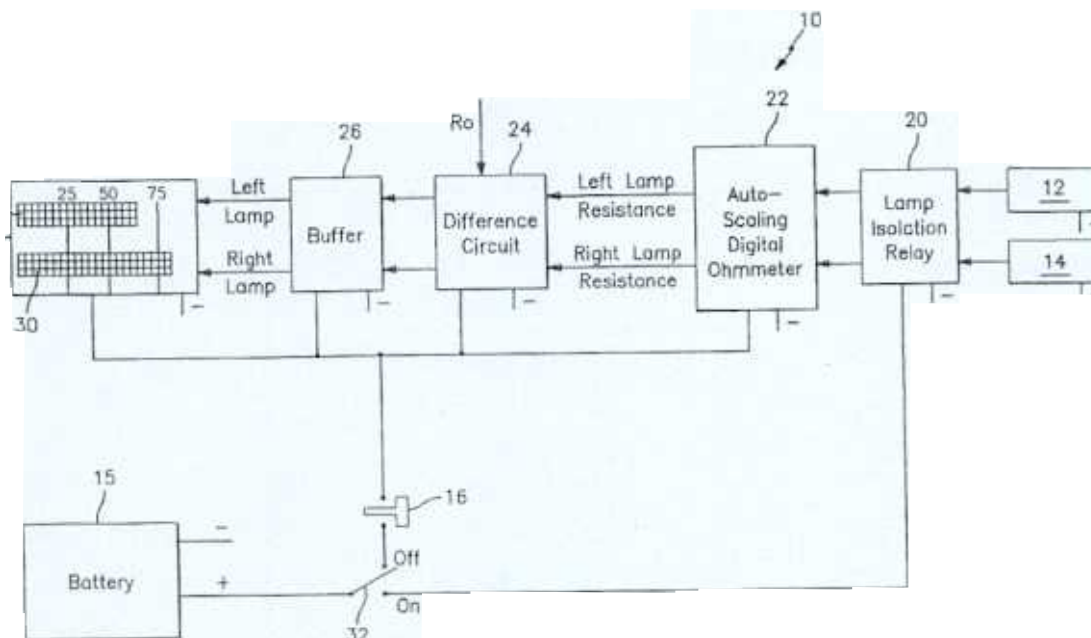 10
22
20
26
Ro
24
25 50 75
Left
Lamp
Right
Lamp
Buffer
Difference
Circuit
Left Lamp
Resistance
Right Lamp
Resistance
Auto-
Scaling
Digital
Ohmmeter
Lamp
Isolation
Relay
12
14
30
-
-
-
-
-
15
16
Battery
-
+
Off
On
32